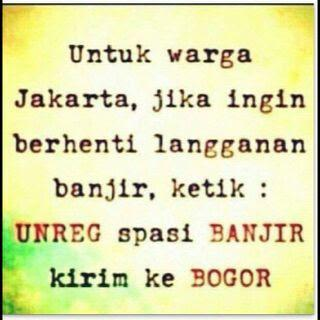 Untuk warga
Jakarta, jika ingin
berhenti langganan
banjir, ketik :
UNREG spasi BANJIR
kirim ke BOGOR